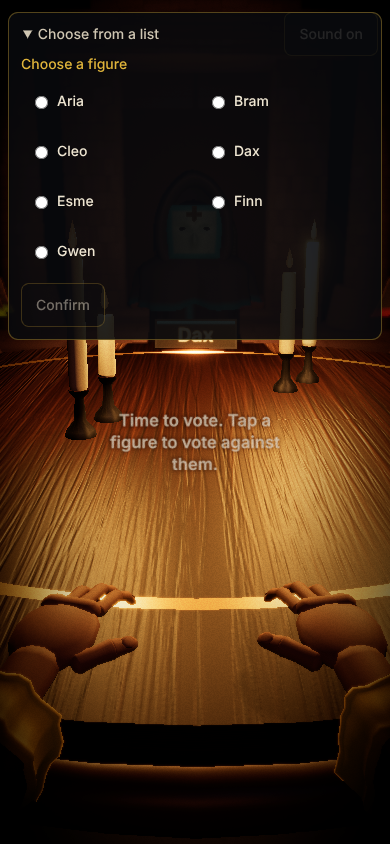 ▼ Choose from a list
Sound on
Choose a figure
Aria
Bram
Cleo
Dax
Esme
Finn
Gwen
Confirm
Dax
Time to vote. Tap a
figure to vote against
them.